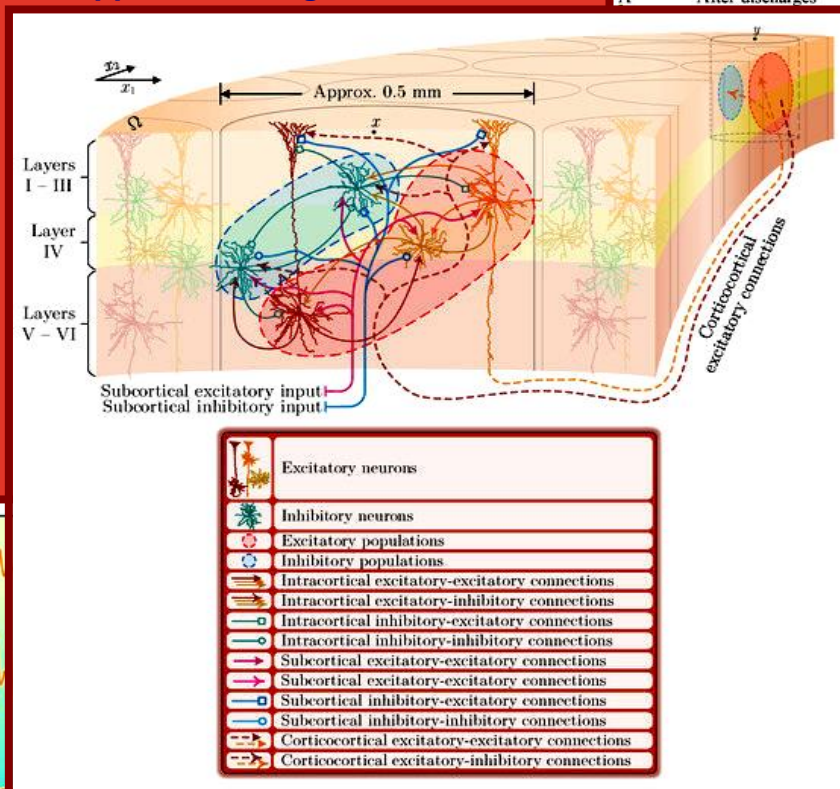 After discharges
x₂
x₁
Ω
Approx. 0.5 mm
x
y
Layers
I – III
Layer
IV
Layers
V – VI
Corticocortical
excitatory connections
Subcortical excitatory input
Subcortical inhibitory input
Excitatory neurons
Inhibitory neurons
Excitatory populations
Inhibitory populations
Intracortical excitatory-excitatory connections
Intracortical excitatory-inhibitory connections
Intracortical inhibitory-excitatory connections
Intracortical inhibitory-inhibitory connections
Subcortical excitatory-excitatory connections
Subcortical excitatory-excitatory connections
Subcortical inhibitory-excitatory connections
Subcortical inhibitory-inhibitory connections
Corticocortical excitatory-excitatory connections
Corticocortical excitatory-inhibitory connections